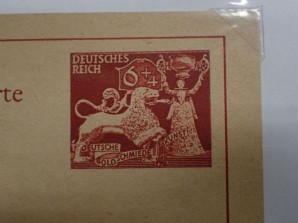 DEUTSCHES
REICH
6+4
rte
DEUTSCHE
GOLDSCHMIEDE
KUNST